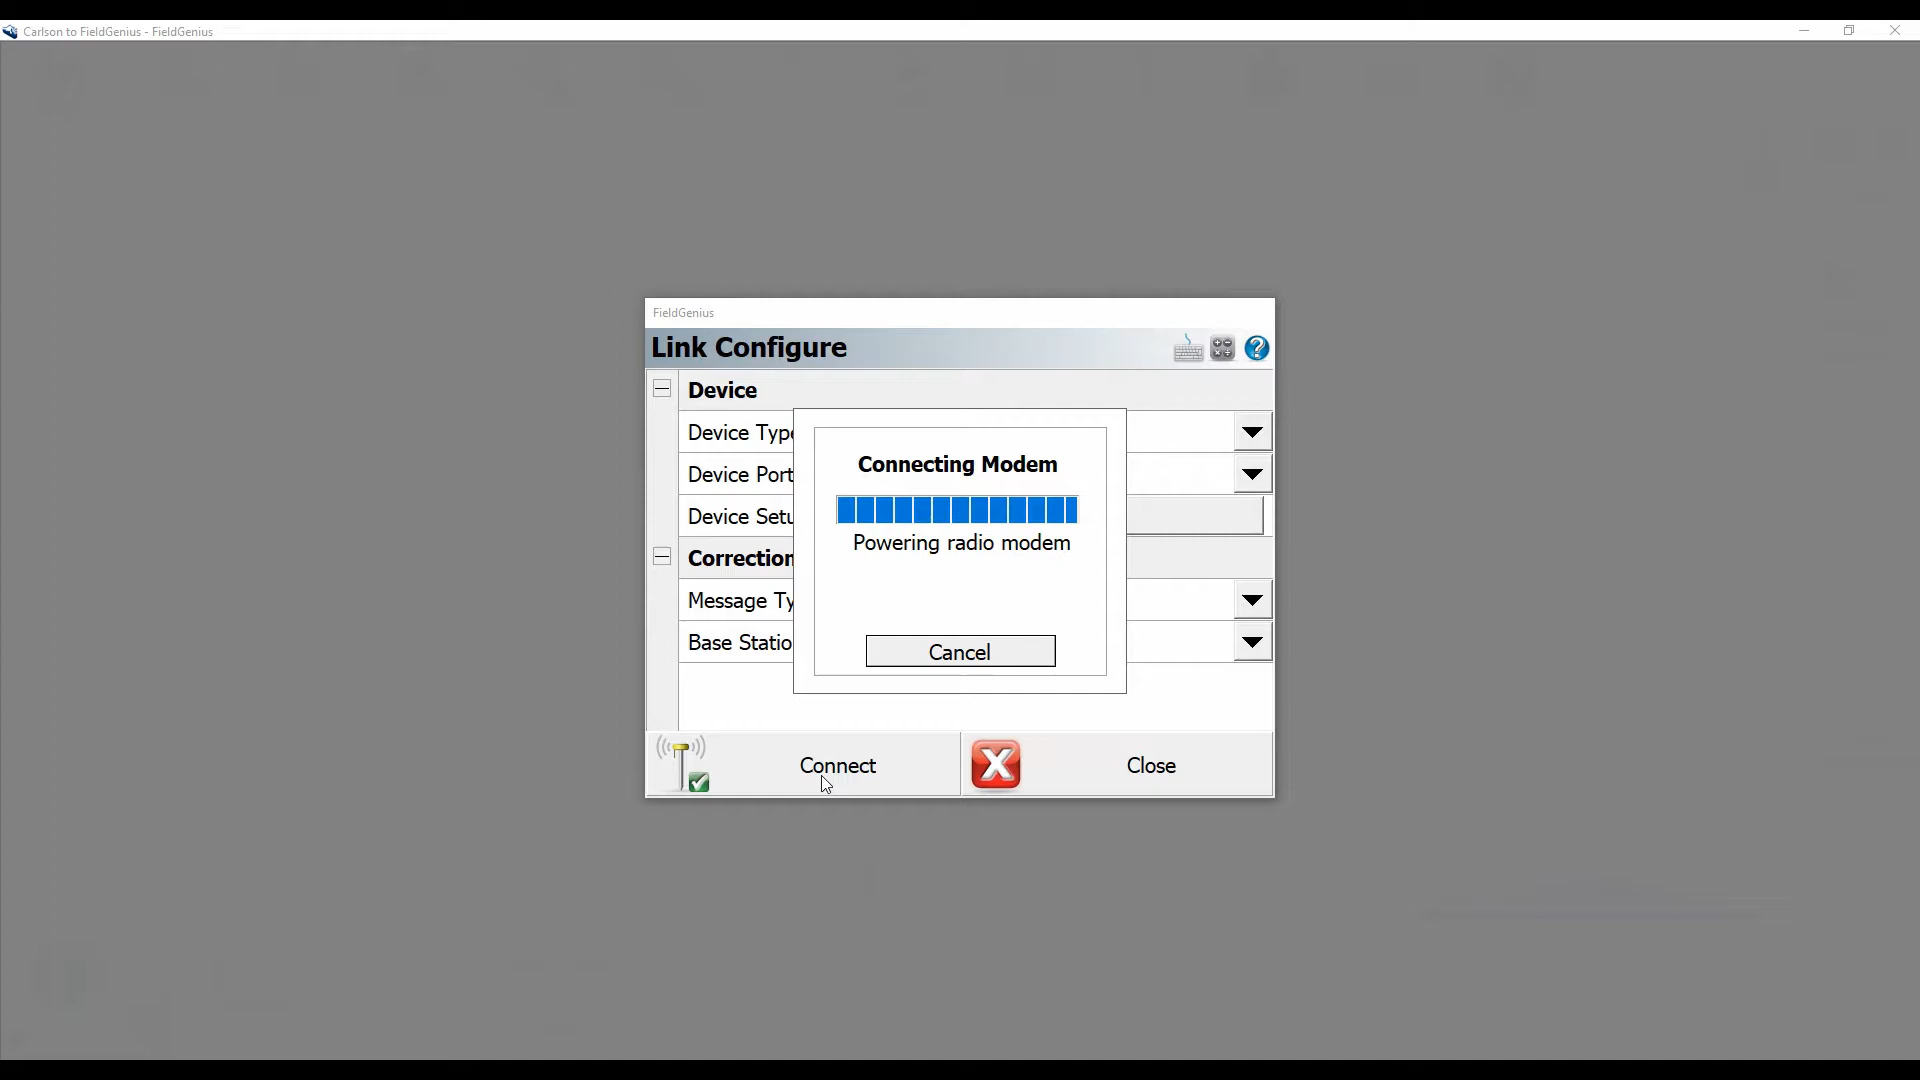 Carlson to FieldGenius - FieldGenius
FieldGenius
Link Configure
Device
Device Type
Device Port
Device Setu
Correction
Message Ty
Base Statio
Connecting Modem
Powering radio modem
Cancel
Connect
Close